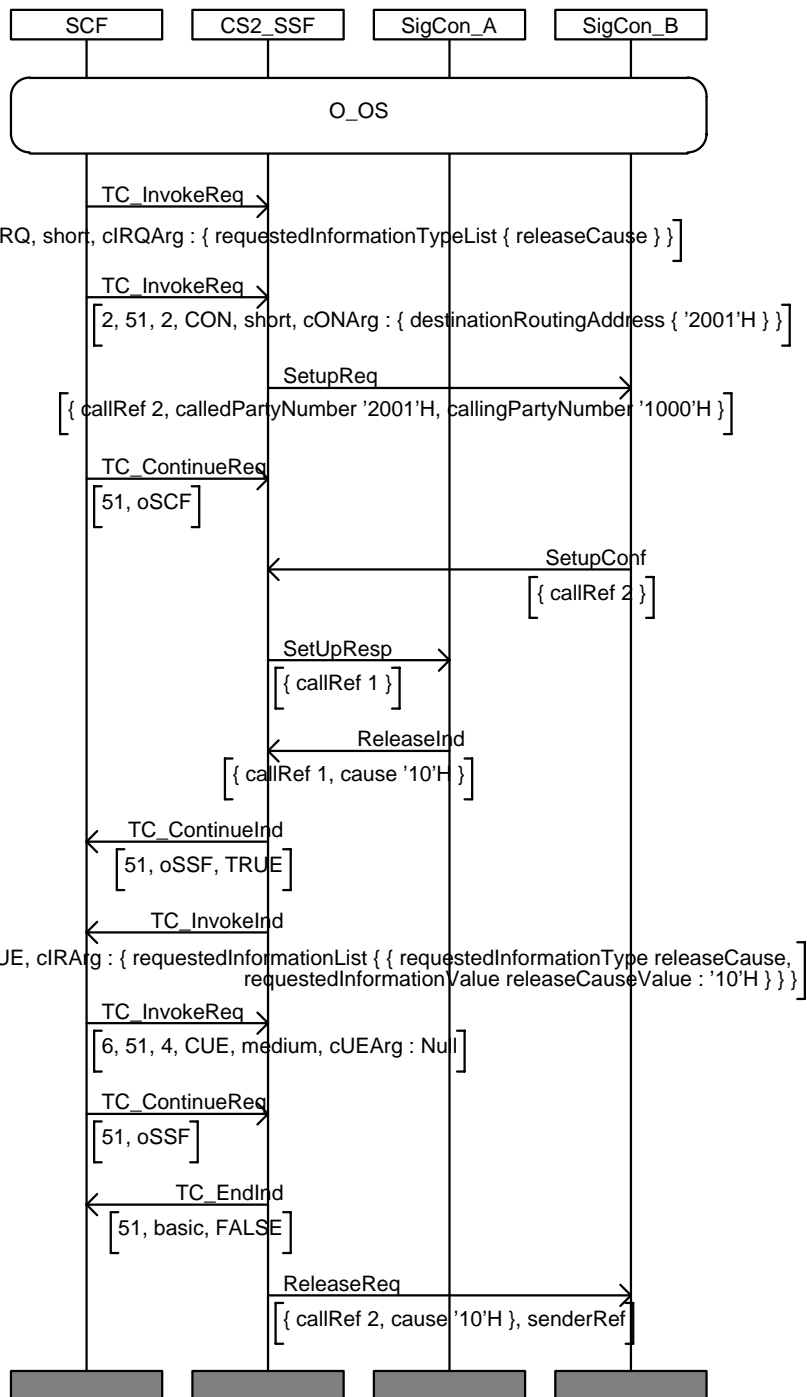 SCF CS2_SSF SigCon_A SigCon_B
O_OS
TC_InvokeReq
RQ, short, cIRQArg : { requestedInformationTypeList { releaseCause } }
TC_InvokeReq
2, 51, 2, CON, short, cONArg : { destinationRoutingAddress { '2001'H } }
SetupReq
{ callRef 2, calledPartyNumber '2001'H, callingPartyNumber '1000'H }
TC_ContinueReq
51, oSCF
SetupConf
{ callRef 2 }
SetUpResp
{ callRef 1 }
ReleaseInd
{ callRef 1, cause '10'H }
TC_ContinueInd
51, oSSF, TRUE
TC_InvokeInd
UE, cIRArg : { requestedInformationList { { requestedInformationType releaseCause,
requestedInformationValue releaseCauseValue : '10'H } } }
TC_InvokeReq
6, 51, 4, CUE, medium, cUEArg : Null
TC_ContinueReq
51, oSSF
TC_EndInd
51, basic, FALSE
ReleaseReq
{ callRef 2, cause '10'H }, senderRef